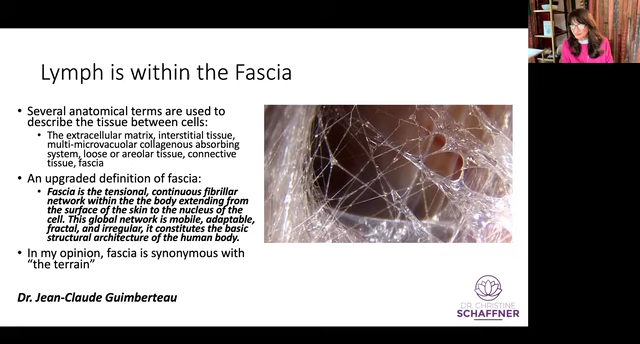 Lymph is within the Fascia
• Several anatomical terms are used to
describe the tissue between cells:
• The extracellular matrix, interstitial tissue,
multi-microvacuolar collagenous absorbing
system, loose or areolar tissue, connective
tissue, fascia
• An upgraded definition of fascia:
• Fascia is the tensional, continuous fibrillar
network within the the body extending from
the surface of the skin to the nucleus of the
cell. This global network is mobile, adaptable,
fractal, and irregular, it constitutes the basic
structural architecture of the human body.
• In my opinion, fascia is synonymous with
“the terrain”
Dr. Jean-Claude Guimberteau
DR. CHRISTINE
SCHAFFNER